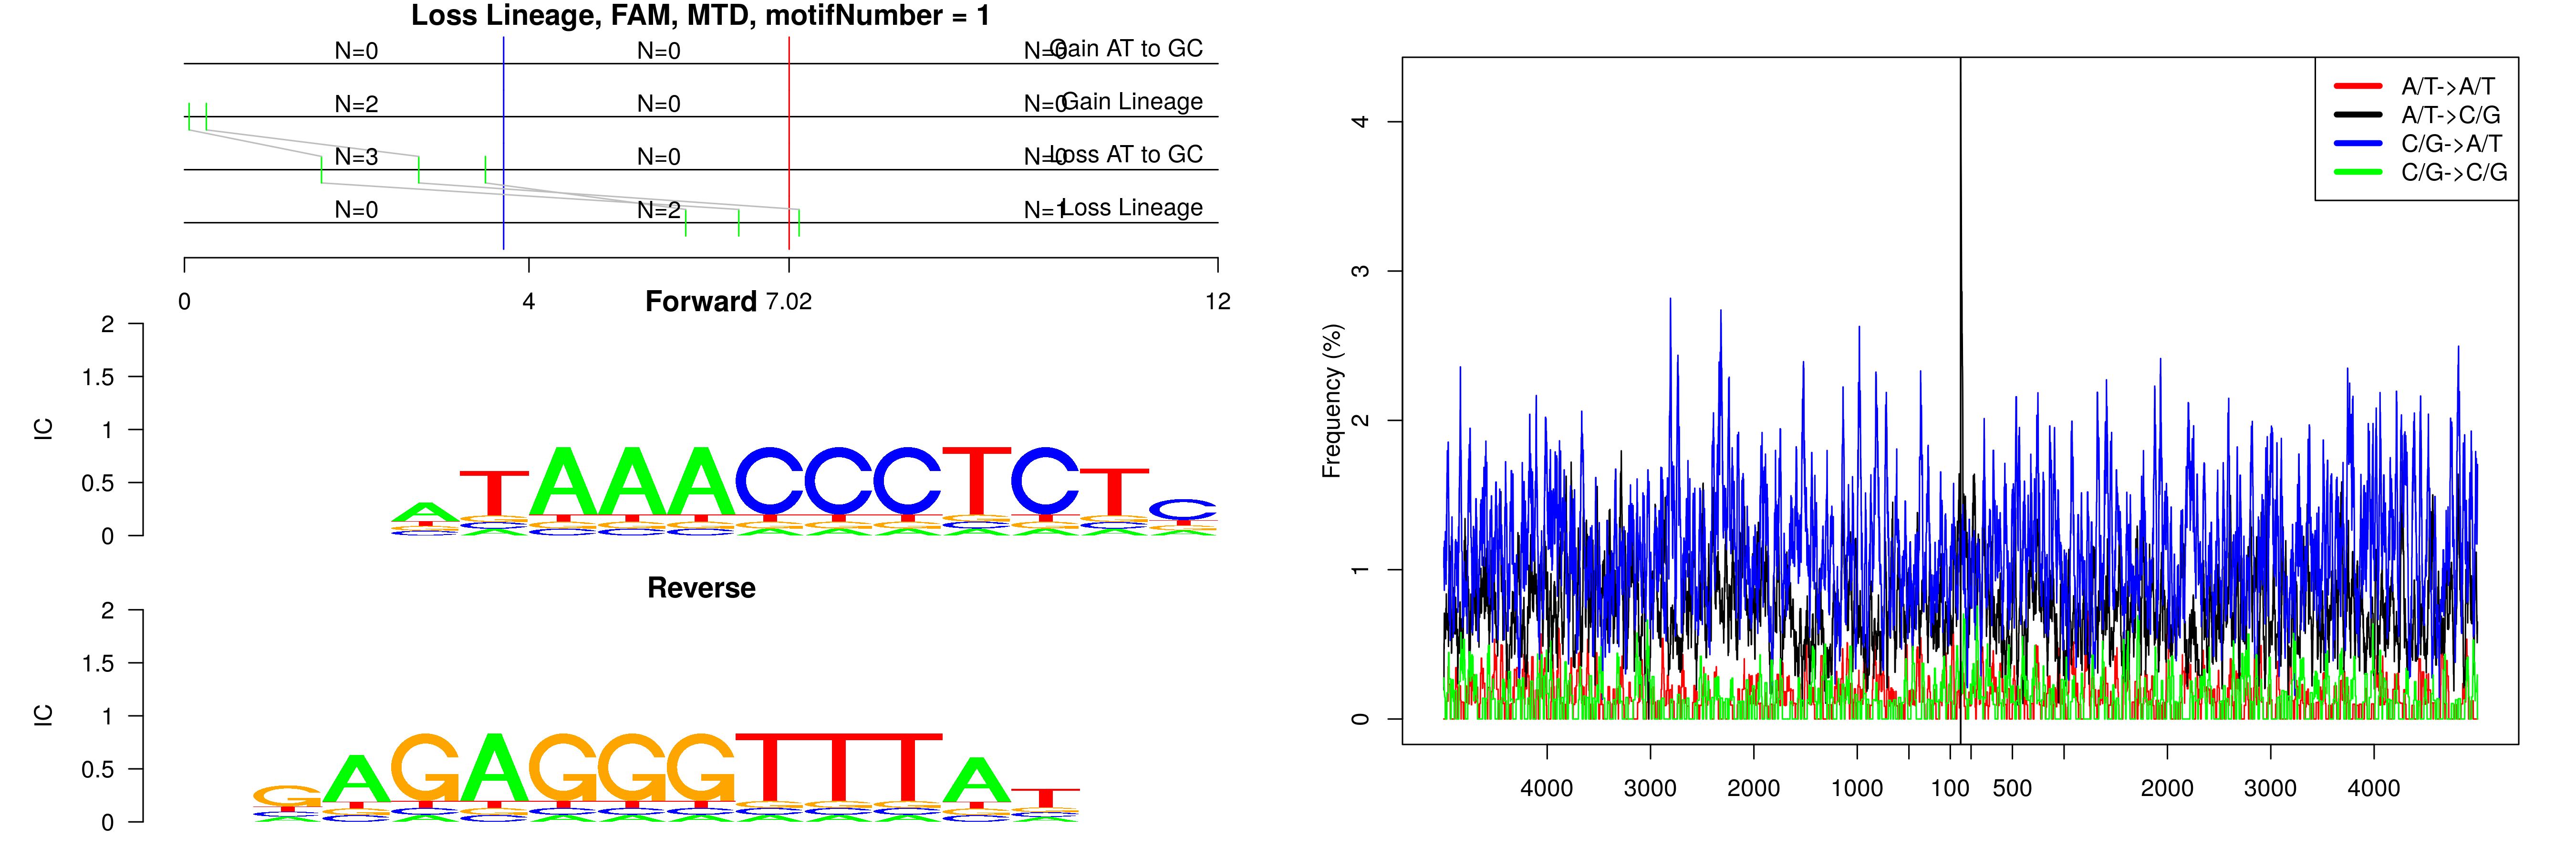 Loss Lineage, FAM, MTD, motifNumber = 1
N=0 N=0 N=0 Gain AT to GC
N=2 N=0 N=0 Gain Lineage
N=3 N=0 N=0 Loss AT to GC
N=0 N=2 N=1 Loss Lineage
0 4 7.02 12
Forward
2
1.5
1
0.5
0
IC
ATAAACCCTCTC
Reverse
2
1.5
1
0.5
0
IC
GAGAGGGTTTAT
A/T->A/T
A/T->C/G
C/G->A/T
C/G->C/G
Frequency (%)
4
3
2
1
0
4000 3000 2000 1000 100 500 2000 3000 4000